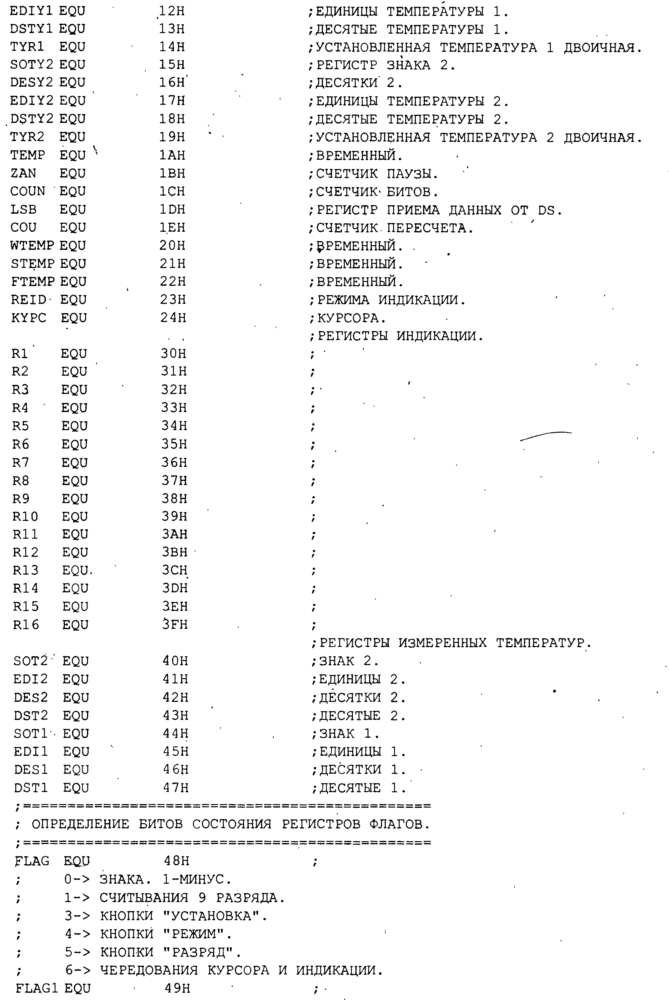 EDIY1 EQU 12H ;ЕДИНИЦЫ ТЕМПЕРАТУРЫ 1.
DSTY1 EQU 13H ;ДЕСЯТЫЕ ТЕМПЕРАТУРЫ 1.
TYR1 EQU 14H ;УСТАНОВЛЕННАЯ ТЕМПЕРАТУРА 1 ДВОИЧНАЯ.
SOTY2 EQU 15H ;РЕГИСТР ЗНАКА 2.
DESY2 EQU 16H ;ДЕСЯТКИ 2.
EDIY2 EQU 17H ;ЕДИНИЦЫ ТЕМПЕРАТУРЫ 2.
DSTY2 EQU 18H ;ДЕСЯТЫЕ ТЕМПЕРАТУРЫ 2.
TYR2 EQU 19H ;УСТАНОВЛЕННАЯ ТЕМПЕРАТУРА 2 ДВОИЧНАЯ.
TEMP EQU 1AH ;ВРЕМЕННЫЙ.
ZAN EQU 1BH ;СЧЕТЧИК ПАУЗЫ.
COUN EQU 1CH ;СЧЕТЧИК БИТОВ.
LSB EQU 1DH ;РЕГИСТР ПРИЕМА ДАННЫХ ОТ DS.
COU EQU 1EH ;СЧЕТЧИК ПЕРЕСЧЕТА.
WTEMP EQU 20H ;ВРЕМЕННЫЙ.
STEMP EQU 21H ;ВРЕМЕННЫЙ.
FTEMP EQU 22H ;ВРЕМЕННЫЙ.
REID EQU 23H ;РЕЖИМА ИНДИКАЦИИ.
KYPC EQU 24H ;КУРСОРА.
;РЕГИСТРЫ ИНДИКАЦИИ.
R1 EQU 30H ;
R2 EQU 31H ;
R3 EQU 32H ;
R4 EQU 33H ;
R5 EQU 34H ;
R6 EQU 35H ;
R7 EQU 36H ;
R8 EQU 37H ;
R9 EQU 38H ;
R10 EQU 39H ;
R11 EQU 3AH ;
R12 EQU 3BH ;
R13 EQU 3CH ;
R14 EQU 3DH ;
R15 EQU 3EH ;
R16 EQU 3FH ;
;РЕГИСТРЫ ИЗМЕРЕННЫХ ТЕМПЕРАТУР.
SOT2 EQU 40H ;ЗНАК 2.
EDI2 EQU 41H ;ЕДИНИЦЫ 2.
DES2 EQU 42H ;ДЕСЯТКИ 2.
DST2 EQU 43H ;ДЕСЯТЫЕ 2.
SOT1 EQU 44H ;ЗНАК 1.
EDI1 EQU 45H ;ЕДИНИЦЫ 1.
DES1 EQU 46H ;ДЕСЯТКИ 1.
DST1 EQU 47H ;ДЕСЯТЫЕ 1.
;==============================================
; ОПРЕДЕЛЕНИЕ БИТОВ СОСТОЯНИЯ РЕГИСТРОВ ФЛАГОВ.
;==============================================
FLAG EQU 48H ;
; 0-> ЗНАКА. 1-МИНУС.
; 1-> СЧИТЫВАНИЯ 9 РАЗРЯДА.
; 3-> КНОПКИ "УСТАНОВКА".
; 4-> КНОПКИ "РЕЖИМ".
; 5-> КНОПКИ "РАЗРЯД".
; 6-> ЧЕРЕДОВАНИЯ КУРСОРА И ИНДИКАЦИИ.
FLAG1 EQU 49H ;